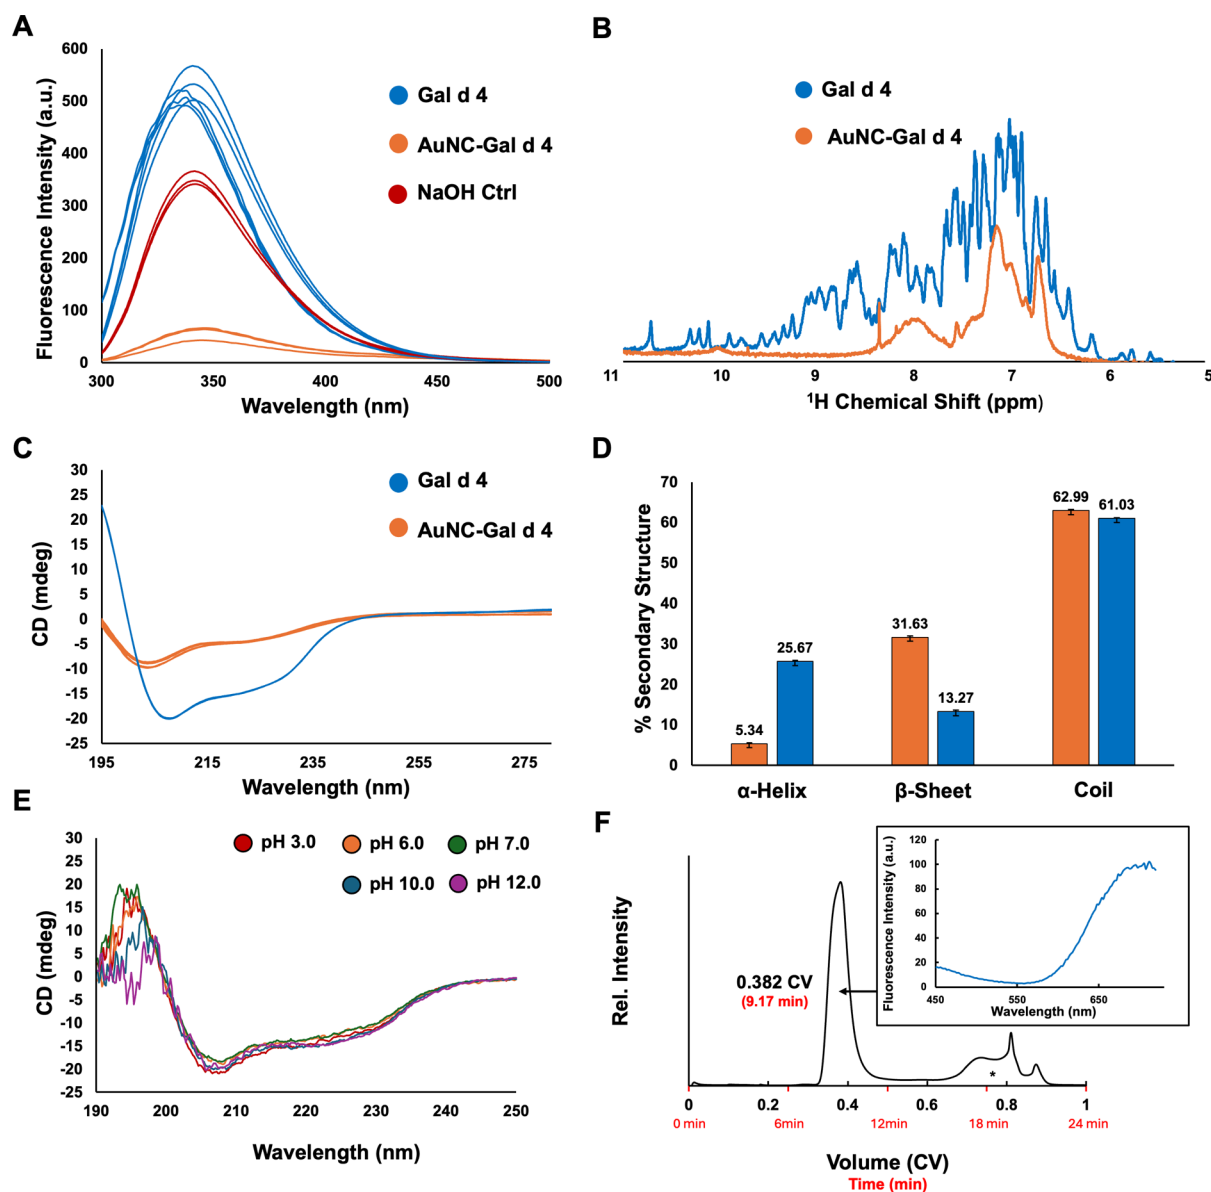 A
Fluorescence Intensity (a.u.)
600
500
400
300
200
100
0
300
350
400
450
500
Wavelength (nm)
Gal d 4
AuNC-Gal d 4
NaOH Ctrl
B
Gal d 4
AuNC-Gal d 4
11
10
9
8
7
6
5
¹H Chemical Shift (ppm)
C
CD (mdeg)
30
25
20
15
10
5
0
-5
-10
-15
-20
-25
195
215
235
255
275
Wavelength (nm)
Gal d 4
AuNC-Gal d 4
D
% Secondary Structure
70
60
50
40
30
20
10
0
5.34
25.67
31.63
13.27
62.99
61.03
α-Helix
β-Sheet
Coil
E
CD (mdeg)
30
25
20
15
10
5
0
-5
-10
-15
-20
-25
190
200
210
220
230
240
250
Wavelength (nm)
pH 3.0
pH 6.0
pH 7.0
pH 10.0
pH 12.0
F
Rel. Intensity
0.382 CV
(9.17 min)
*
0
0.2
0.4
0.6
0.8
1
0 min
6min
12min
18 min
24 min
Volume (CV)
Time (min)
Fluorescence Intensity (a.u.)
120
100
80
60
40
20
0
450
550
650
Wavelength (nm)